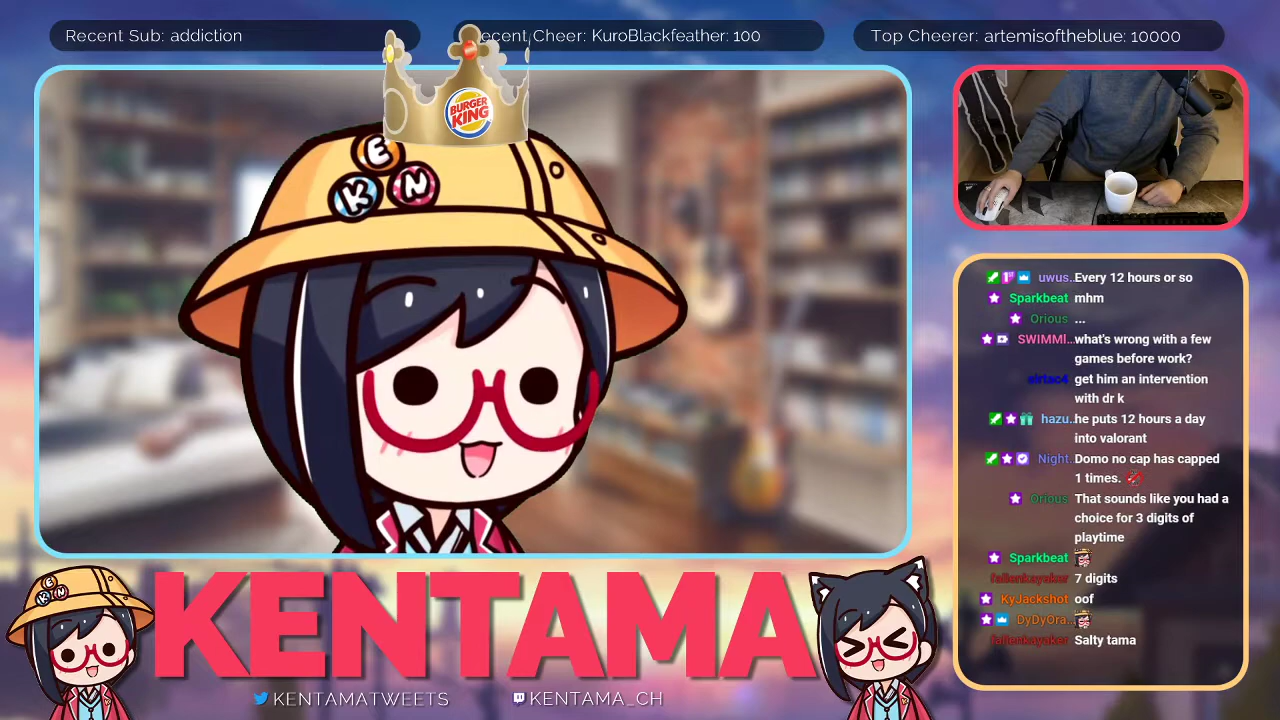 Recent Sub: addiction
ecent Cheer: KuroBlackfeather: 100
Top Cheerer: artemisoftheblue: 10000
BURGER
KING
E
K N
uwus..Every 12 hours or so
Sparkbeat mhm
Orious ...
SWIMMI...what's wrong with a few
games before work?
sirtac4 get him an intervention
with dr k
hazu..he puts 12 hours a day
into valorant
Night..Domo no cap has capped
1 times.
Orious That sounds like you had a
choice for 3 digits of
playtime
Sparkbeat
fallenkayaker 7 digits
KyJackshot oof
DyDyOra..
fallenkayaker Salty tama
E
K N
KENTAMA
KENTAMATWEETS
KENTAMA_CH